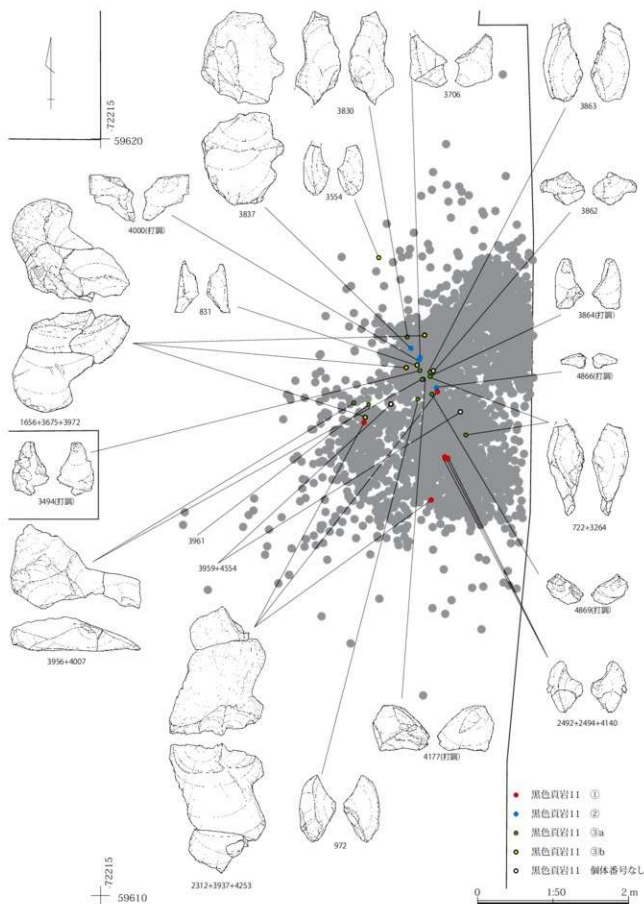 -72215
59620
3830
3706
3863
3837
3554
4000(打調)
3862
831
3864(打調)
4866(打調)
1656+3675+3972
3494(打調)
722+3264
3961
3959+4554
4869(打調)
3956+4007
2492+2494+4140
4177(打調)
972
2312+3937+4253
黒色頁岩11 ①
黒色頁岩11 ②
黒色頁岩11 ③a
黒色頁岩11 ③b
黒色頁岩11 個体番号なし
-72215
59610
0 1:50 2 m